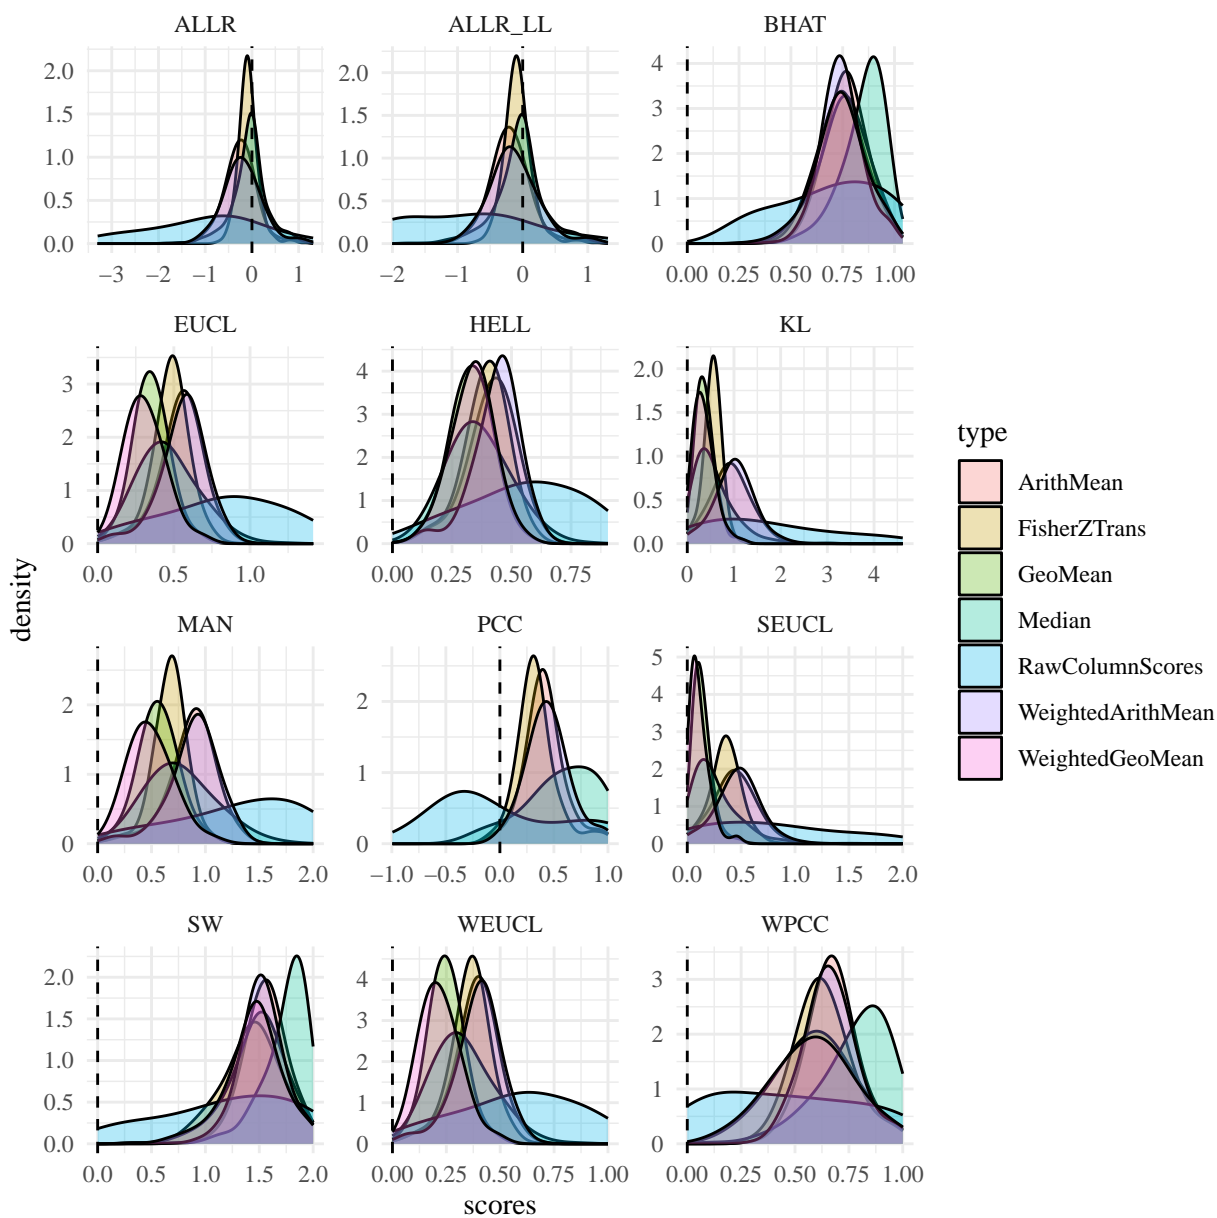 ALLR ALLR_LL BHAT
2.0 1.5 1.0 0.5 0.0
−3 −2 −1 0 1
2.0 1.5 1.0 0.5 0.0
−2 −1 0 1
4 3 2 1 0
0.00 0.25 0.50 0.75 1.00
EUCL HELL KL
3 2 1 0
0.0 0.5 1.0
4 3 2 1 0
0.00 0.25 0.50 0.75
2.0 1.5 1.0 0.5 0.0
0 1 2 3 4
MAN PCC SEUCL
2 1 0
0.0 0.5 1.0 1.5 2.0
2 1 0
−1.0 −0.5 0.0 0.5 1.0
5 4 3 2 1 0
0.0 0.5 1.0 1.5 2.0
SW WEUCL WPCC
2.0 1.5 1.0 0.5 0.0
0.0 0.5 1.0 1.5 2.0
4 3 2 1 0
0.00 0.25 0.50 0.75 1.00
3 2 1 0
0.00 0.25 0.50 0.75 1.00
density
scores
type
ArithMean
FisherZTrans
GeoMean
Median
RawColumnScores
WeightedArithMean
WeightedGeoMean